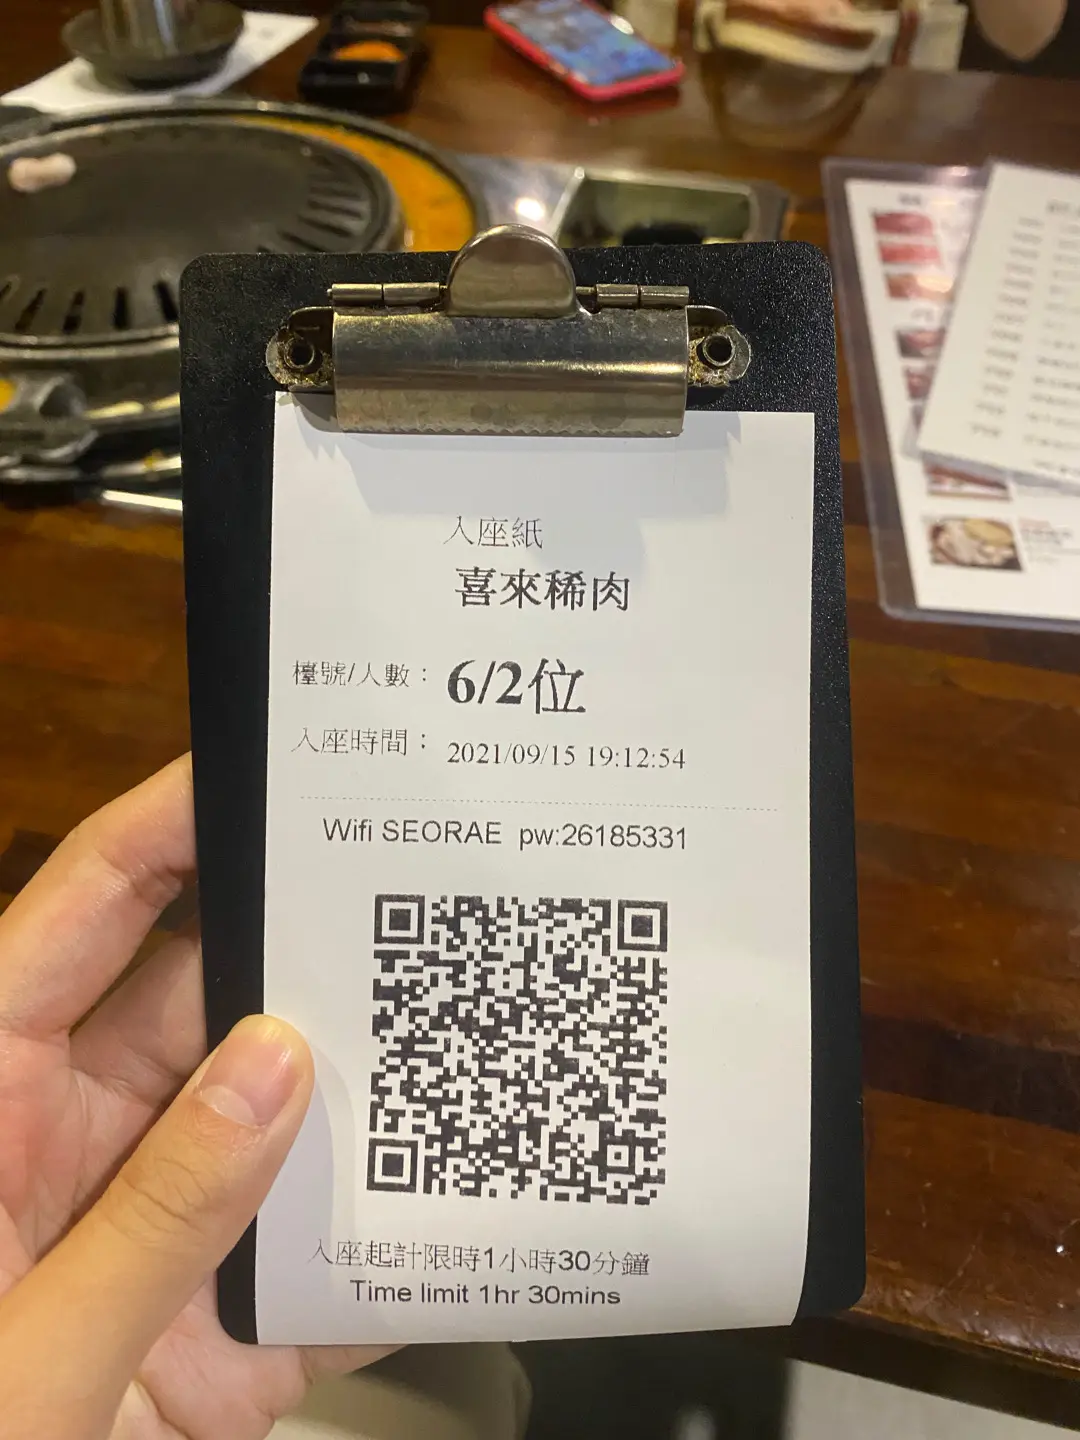 入座紙
喜來稀肉
檯號/人數： 6/2位
入座時間： 2021/09/15 19:12:54
Wifi SEORAE pw:26185331
入座起計限時1小時30分鐘
Time limit 1hr 30mins